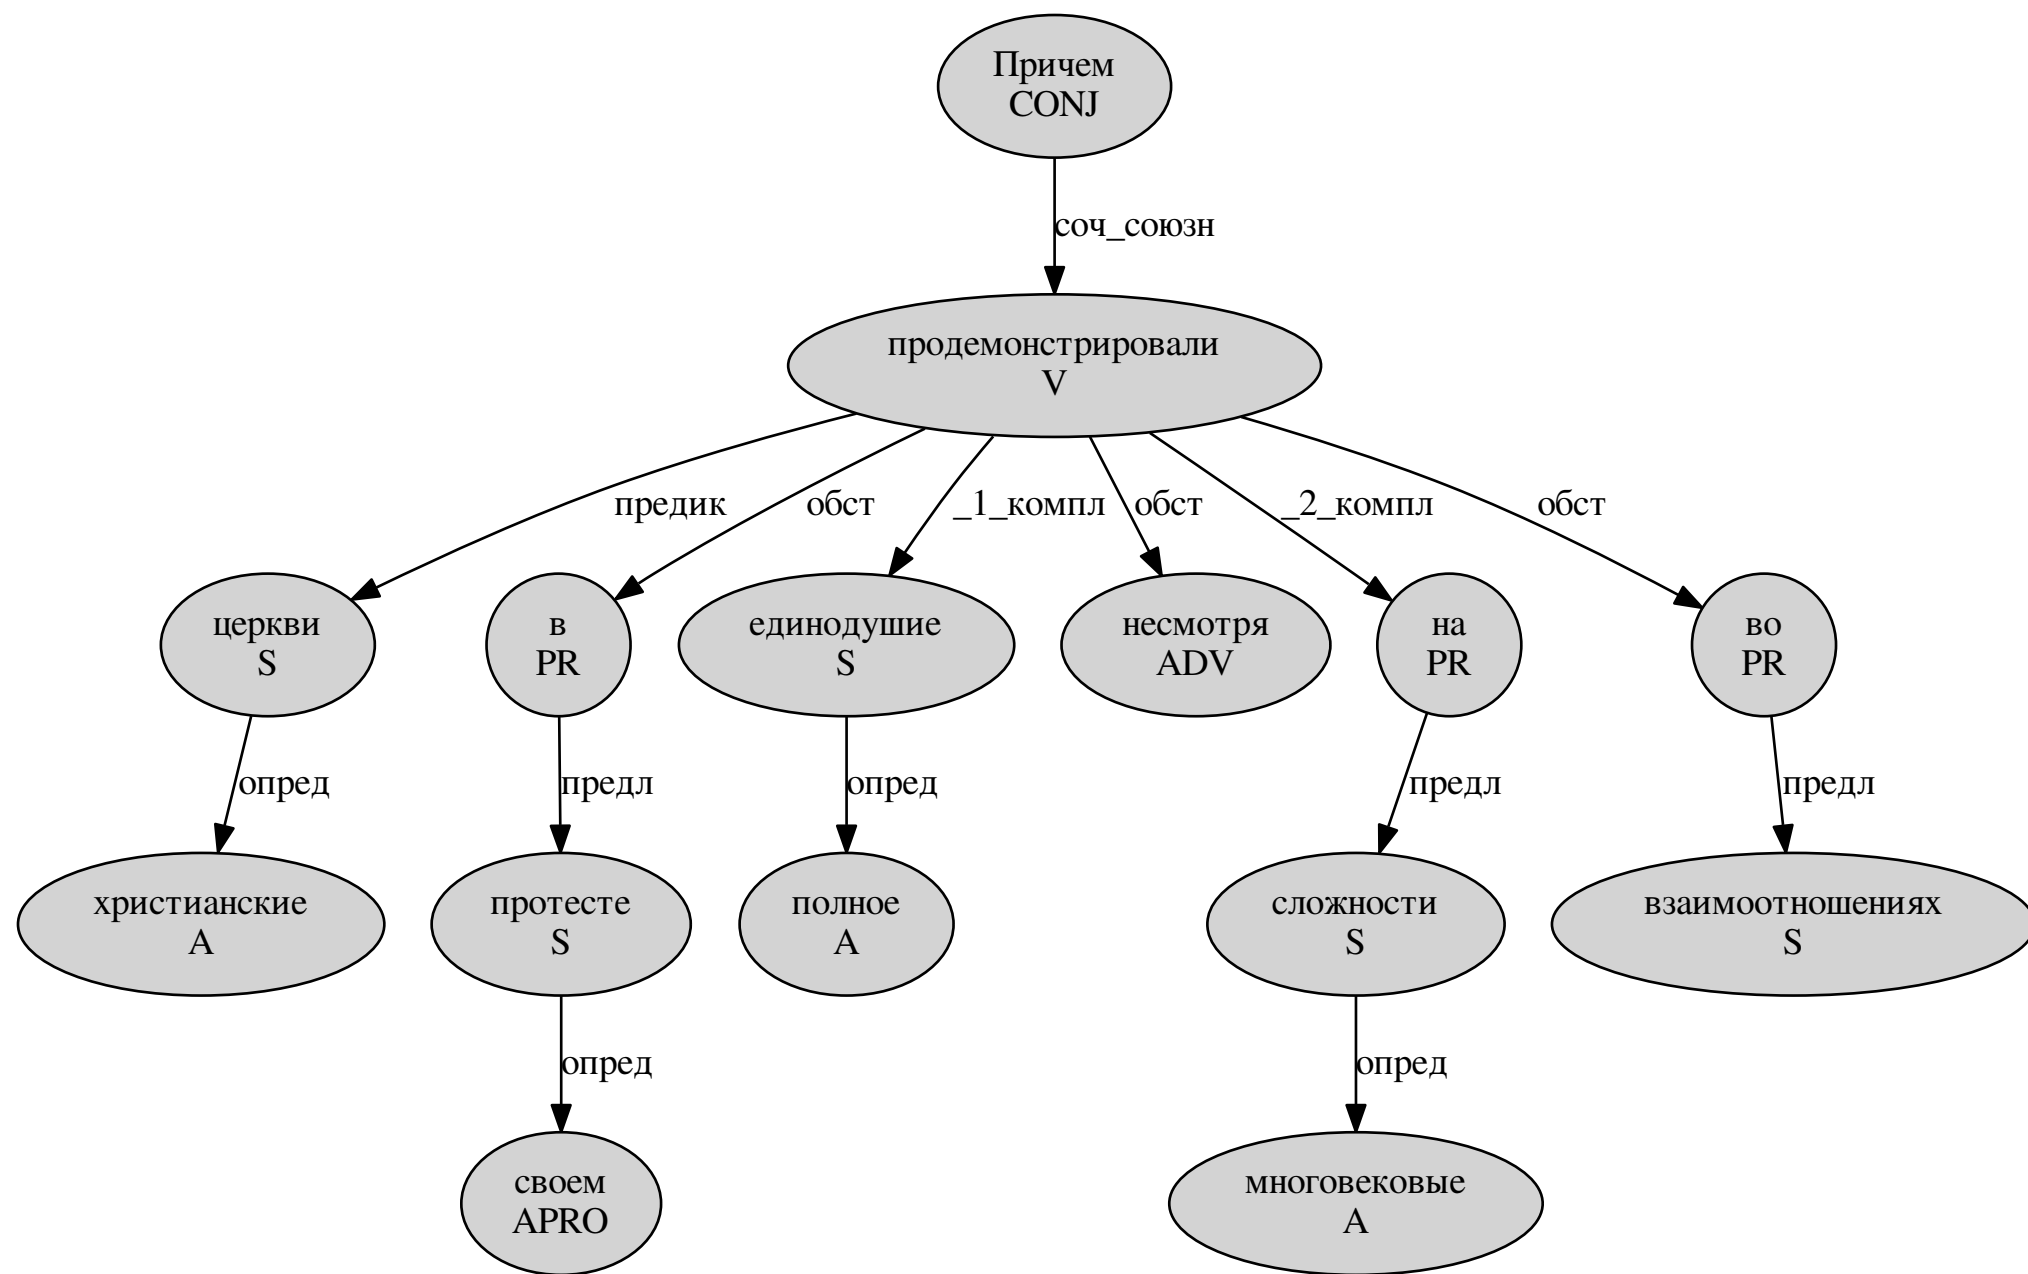 Причем
CONJ
соч_союзн
продемонстрировали
V
предик
обст
_1_компл
обст
_2_компл
обст
церкви
S
в
PR
единодушие
S
несмотря
ADV
на
PR
во
PR
опред
предл
опред
предл
предл
христианские
A
протесте
S
полное
A
сложности
S
взаимоотношениях
S
опред
опред
своем
APRO
многовековые
A